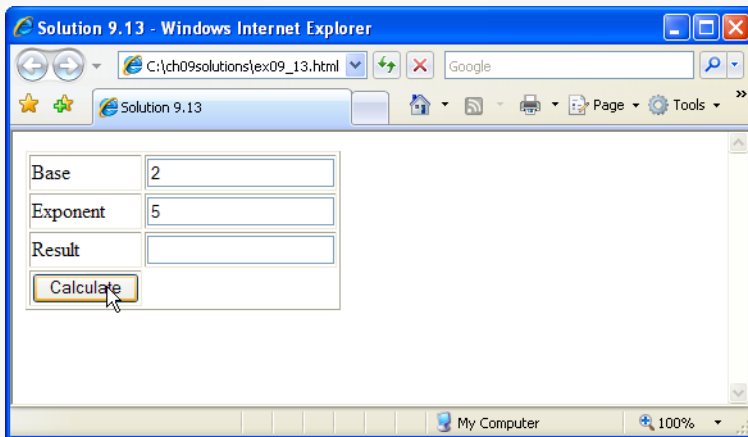 Solution 9.13 - Windows Internet Explorer
C:\ch09solutions\ex09_13.html
Google
Solution 9.13
Page
Tools
»
Base 2
Exponent 5
Result
Calculate
My Computer
100%